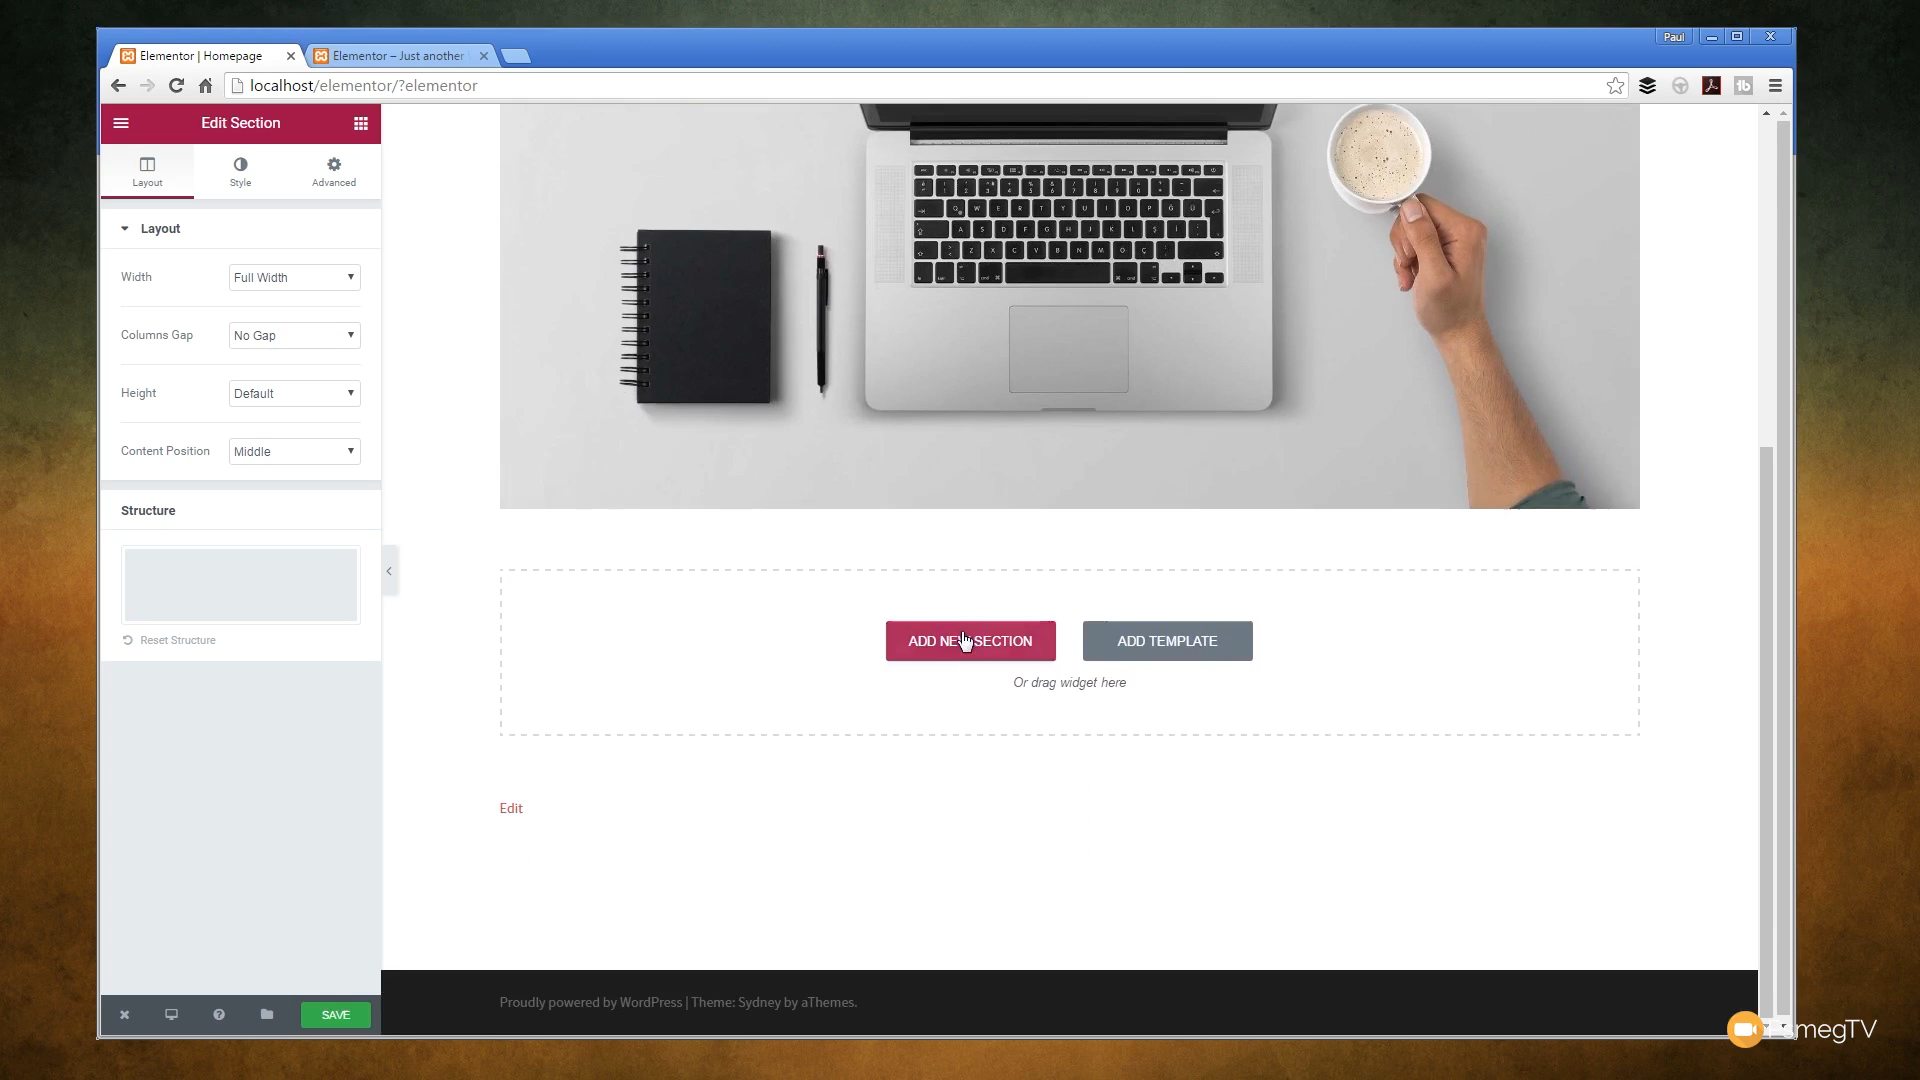 Paul
Elementor | Homepage
Elementor – Just another
localhost/elementor/?elementor
Edit Section
Layout
Style
Advanced
Layout
Width
Full Width
Columns Gap
No Gap
Height
Default
Content Position
Middle
Structure
Reset Structure
SAVE
ADD NEW SECTION
ADD TEMPLATE
Or drag widget here
Edit
Proudly powered by WordPress | Theme: Sydney by aThemes.